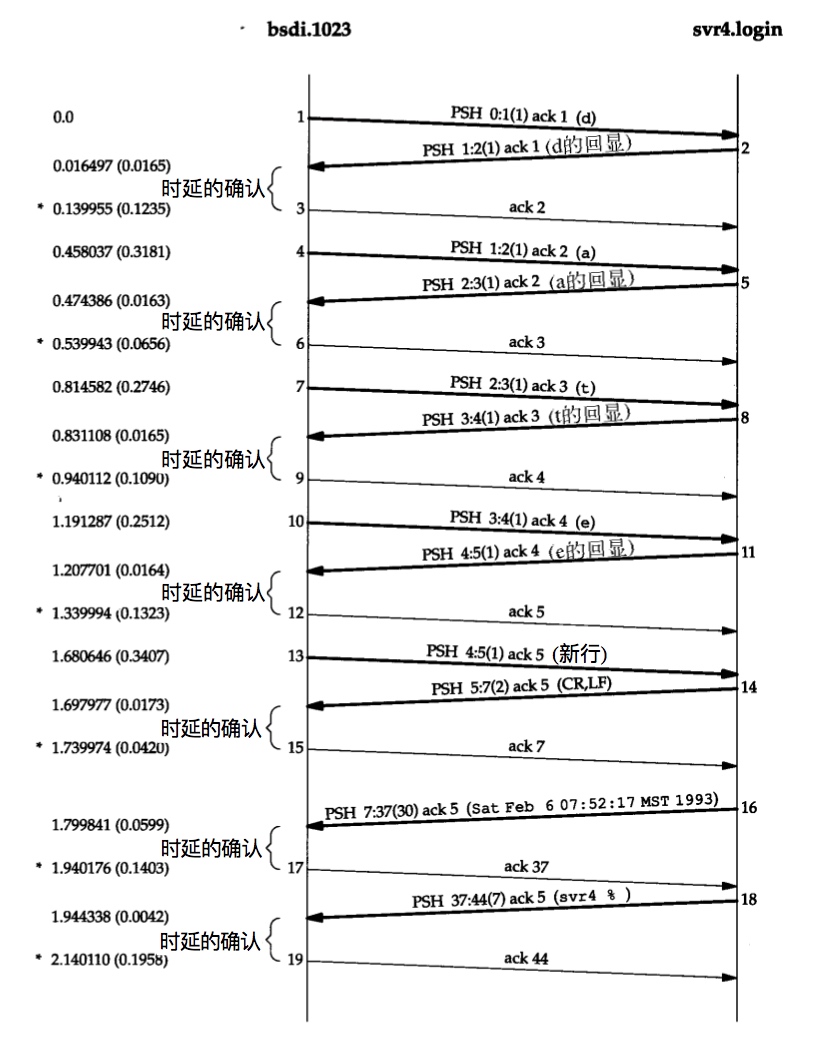 bsdi.1023 svr4.login
0.0 1 PSH 0:1(1) ack 1 (d)
PSH 1:2(1) ack 1 (d的回显) 2
0.016497 (0.0165)
时延的确认
* 0.139955 (0.1235) 3 ack 2
0.458037 (0.3181) 4 PSH 1:2(1) ack 2 (a)
PSH 2:3(1) ack 2 (a的回显) 5
0.474386 (0.0163)
时延的确认
* 0.539943 (0.0656) 6 ack 3
0.814582 (0.2746) 7 PSH 2:3(1) ack 3 (t)
PSH 3:4(1) ack 3 (t的回显) 8
0.831108 (0.0165)
时延的确认
* 0.940112 (0.1090) 9 ack 4
1.191287 (0.2512) 10 PSH 3:4(1) ack 4 (e)
PSH 4:5(1) ack 4 (e的回显) 11
1.207701 (0.0164)
时延的确认
* 1.339994 (0.1323) 12 ack 5
1.680646 (0.3407) 13 PSH 4:5(1) ack 5 (新行)
PSH 5:7(2) ack 5 (CR,LF) 14
1.697977 (0.0173)
时延的确认
* 1.739974 (0.0420) 15 ack 7
PSH 7:37(30) ack 5 (Sat Feb 6 07:52:17 MST 1993) 16
1.799841 (0.0599)
时延的确认
* 1.940176 (0.1403) 17 ack 37
PSH 37:44(7) ack 5 (svr4 % ) 18
1.944338 (0.0042)
时延的确认
* 2.140110 (0.1958) 19 ack 44